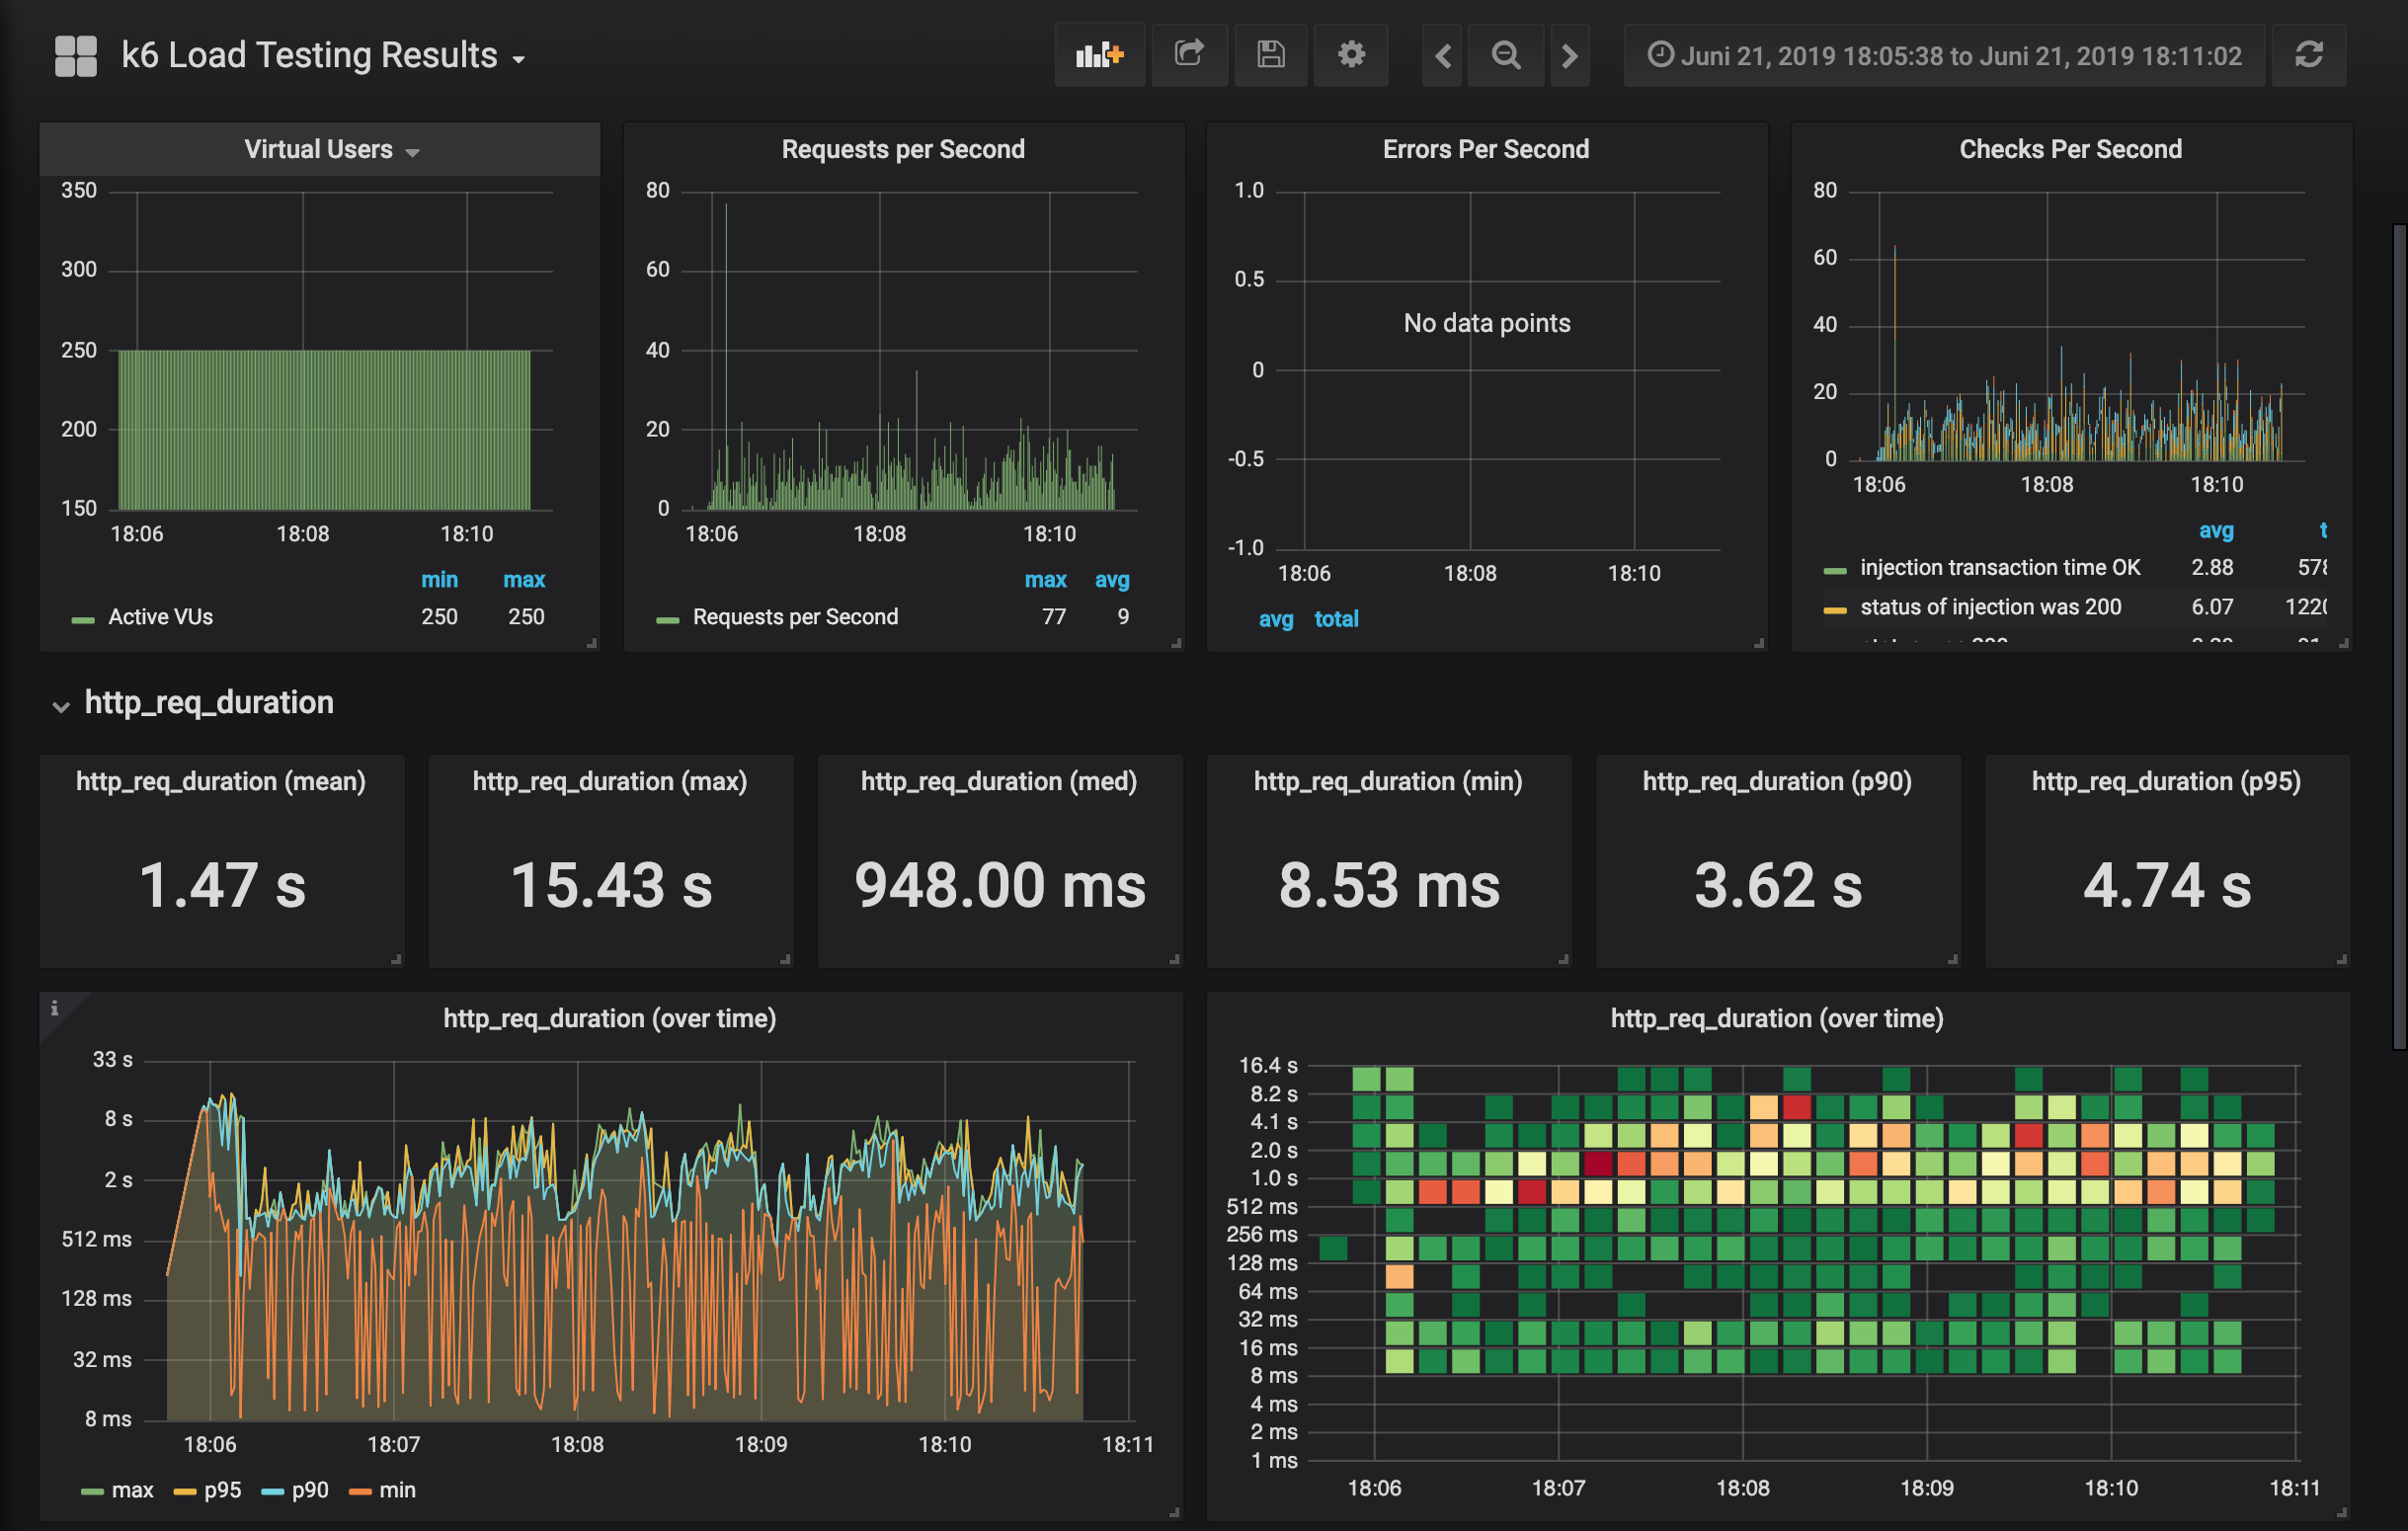 k6 Load Testing Results
Juni 21, 2019 18:05:38 to Juni 21, 2019 18:11:02
Virtual Users
350
300
250
200
150
18:06 18:08 18:10
min max
Active VUs 250 250
Requests per Second
80
60
40
20
0
18:06 18:08 18:10
max avg
Requests per Second 77 9
Errors Per Second
1.0
0.5
0
-0.5
-1.0
No data points
18:06 18:08 18:10
avg total
Checks Per Second
80
60
40
20
0
18:06 18:08 18:10
avg
injection transaction time OK 2.88 578
status of injection was 200 6.07 1220
http_req_duration
http_req_duration (mean)
1.47 s
http_req_duration (max)
15.43 s
http_req_duration (med)
948.00 ms
http_req_duration (min)
8.53 ms
http_req_duration (p90)
3.62 s
http_req_duration (p95)
4.74 s
i
http_req_duration (over time)
33 s
8 s
2 s
512 ms
128 ms
32 ms
8 ms
18:06 18:07 18:08 18:09 18:10 18:11
max p95 p90 min
http_req_duration (over time)
16.4 s
8.2 s
4.1 s
2.0 s
1.0 s
512 ms
256 ms
128 ms
64 ms
32 ms
16 ms
8 ms
4 ms
2 ms
1 ms
18:06 18:07 18:08 18:09 18:10 18:11